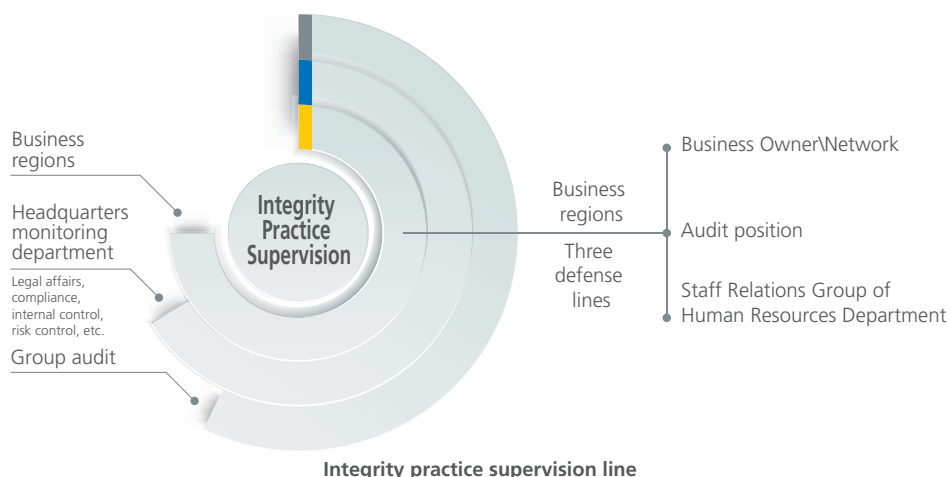 Business
regions
Headquarters
monitoring
department
Legal affairs,
compliance,
internal control,
risk control, etc.
Group audit
Integrity
Practice
Supervision
Business
regions
Three
defense
lines
Business Owner\Network
Audit position
Staff Relations Group of
Human Resources Department
Integrity practice supervision line